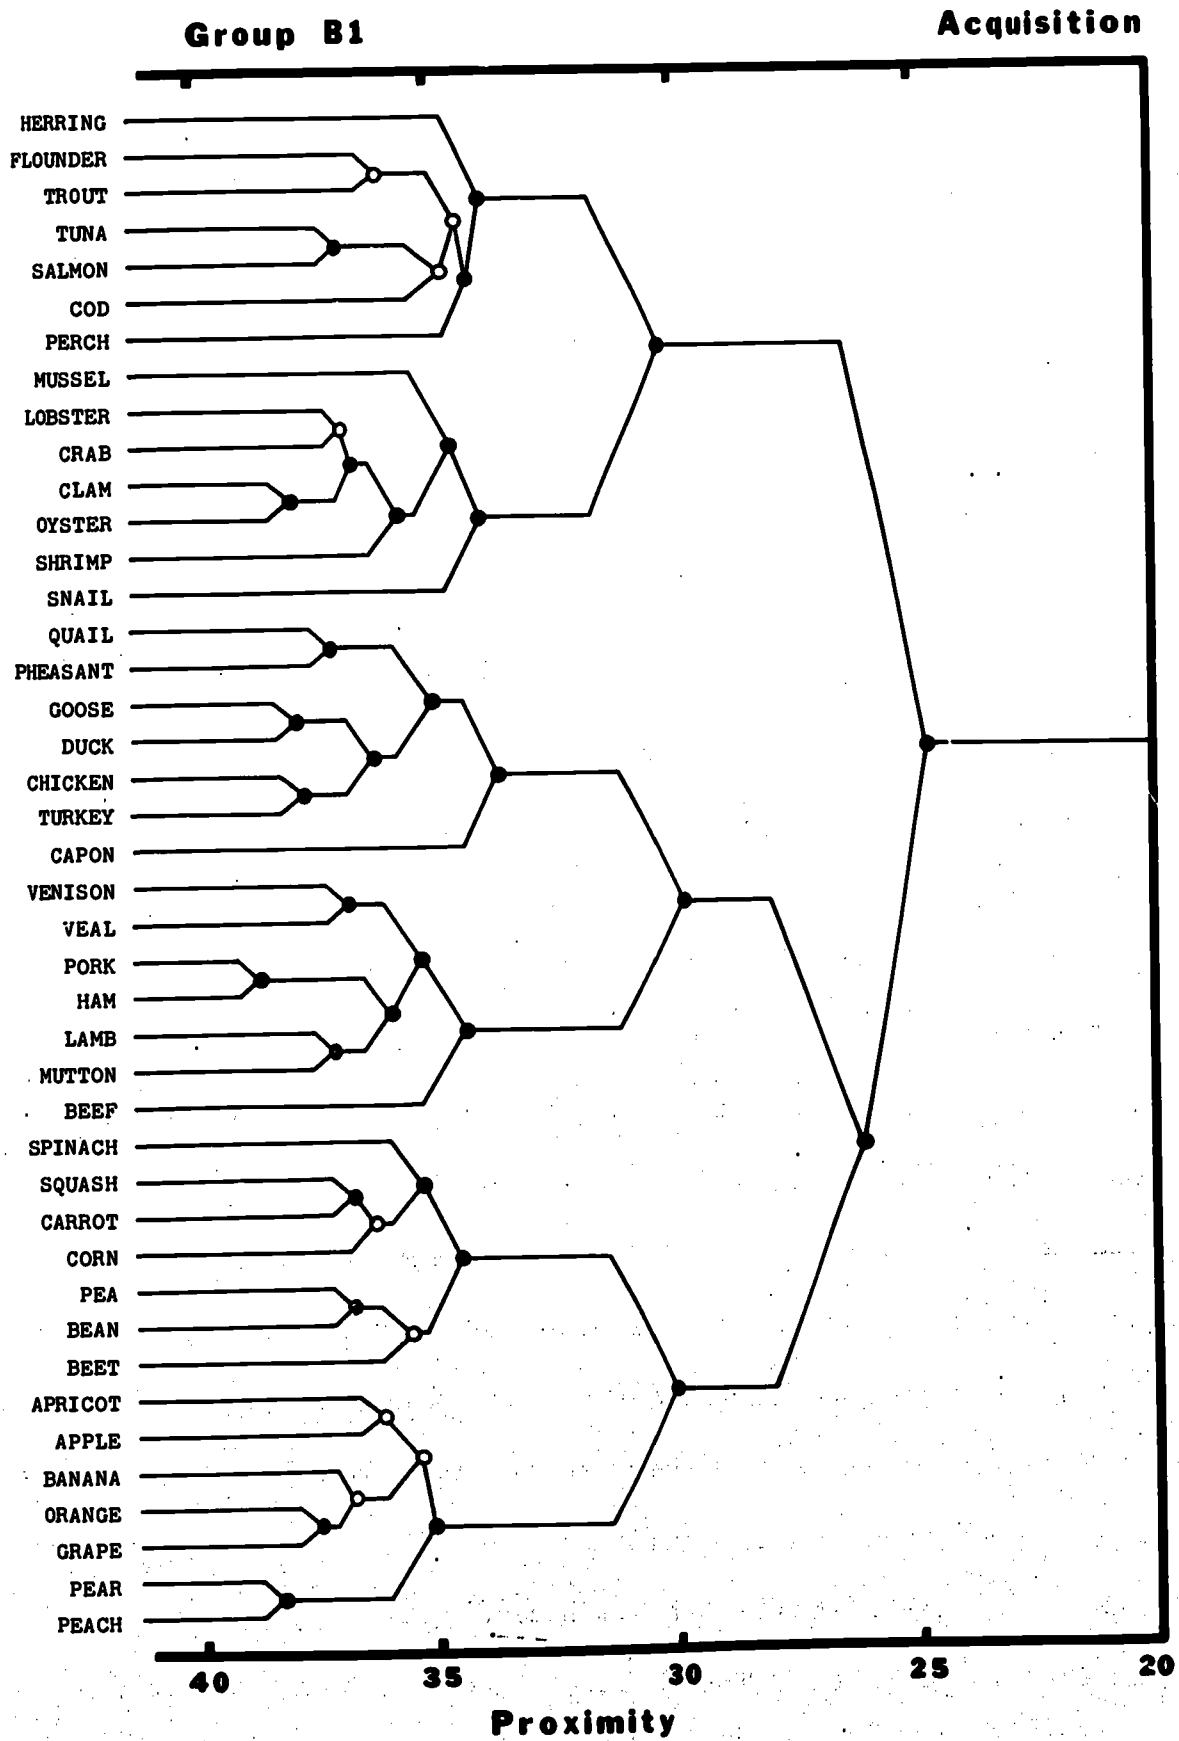 Group B1
Acquisition
HERRING
FLOUNDER
TROUT
TUNA
SALMON
COD
PERCH
MUSSEL
LOBSTER
CRAB
CLAM
OYSTER
SHRIMP
SNAIL
QUAIL
PHEASANT
GOOSE
DUCK
CHICKEN
TURKEY
CAPON
VENISON
VEAL
PORK
HAM
LAMB
MUTTON
BEEF
SPINACH
SQUASH
CARROT
CORN
PEA
BEAN
BEET
APRICOT
APPLE
BANANA
ORANGE
GRAPE
PEAR
PEACH
40 35 30 25 20
Proximity